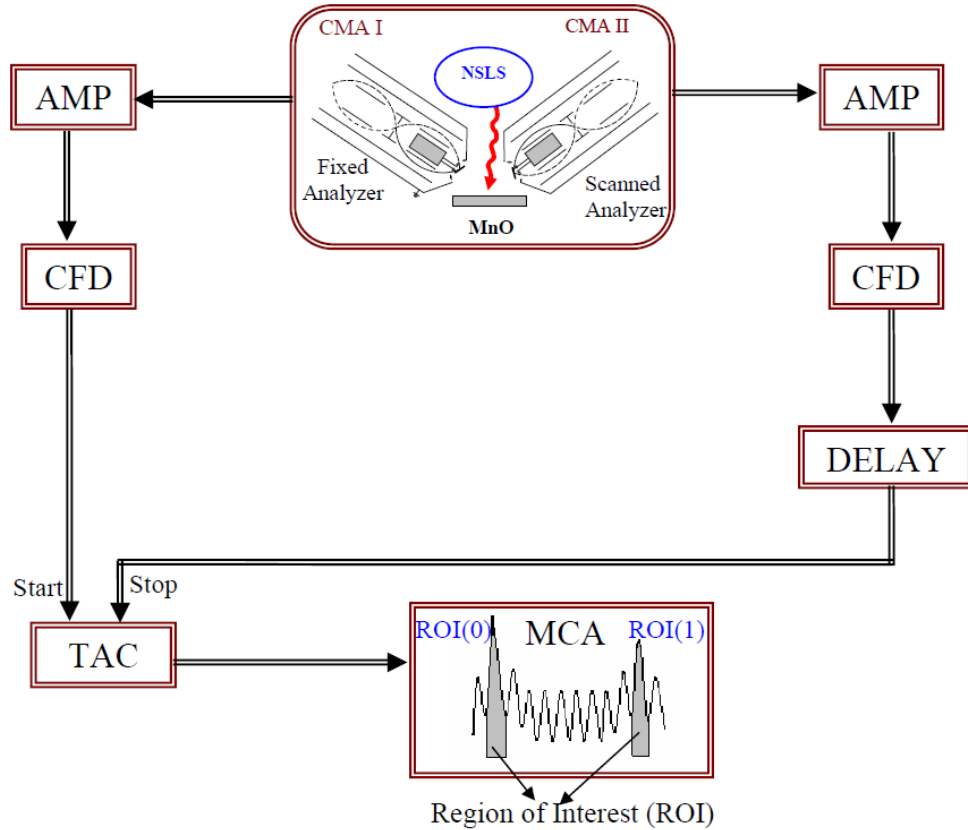 CMA I
CMA II
NSLS
AMP
AMP
Fixed
Analyzer
Scanned
Analyzer
MnO
CFD
CFD
DELAY
Start
Stop
TAC
ROI(0)
MCA
ROI(1)
Region of Interest (ROI)